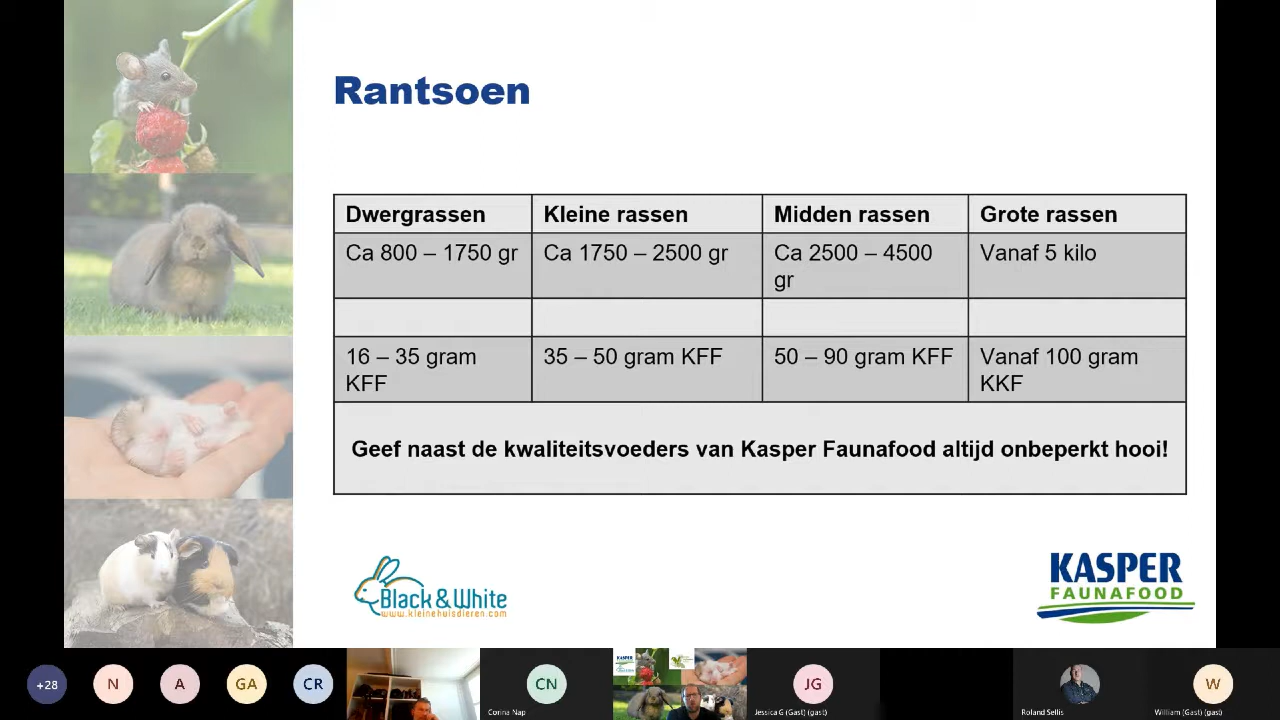 Rantsoen
Dwergrassen
Kleine rassen
Midden rassen
Grote rassen
Ca 800 – 1750 gr
Ca 1750 – 2500 gr
Ca 2500 – 4500
gr
Vanaf 5 kilo
16 – 35 gram
KFF
35 – 50 gram KFF
50 – 90 gram KFF
Vanaf 100 gram
KKF
Geef naast de kwaliteitsvoeders van Kasper Faunafood altijd onbeperkt hooi!
Black & White
www.kleinehuisdieren.com
KASPER
FAUNAFOOD
+28
N
A
GA
CR
CN
Corina Nap
KASPER
JG
Jessica G (Gast) (gast)
Roland Sellis
W
William (Gast) (gast)